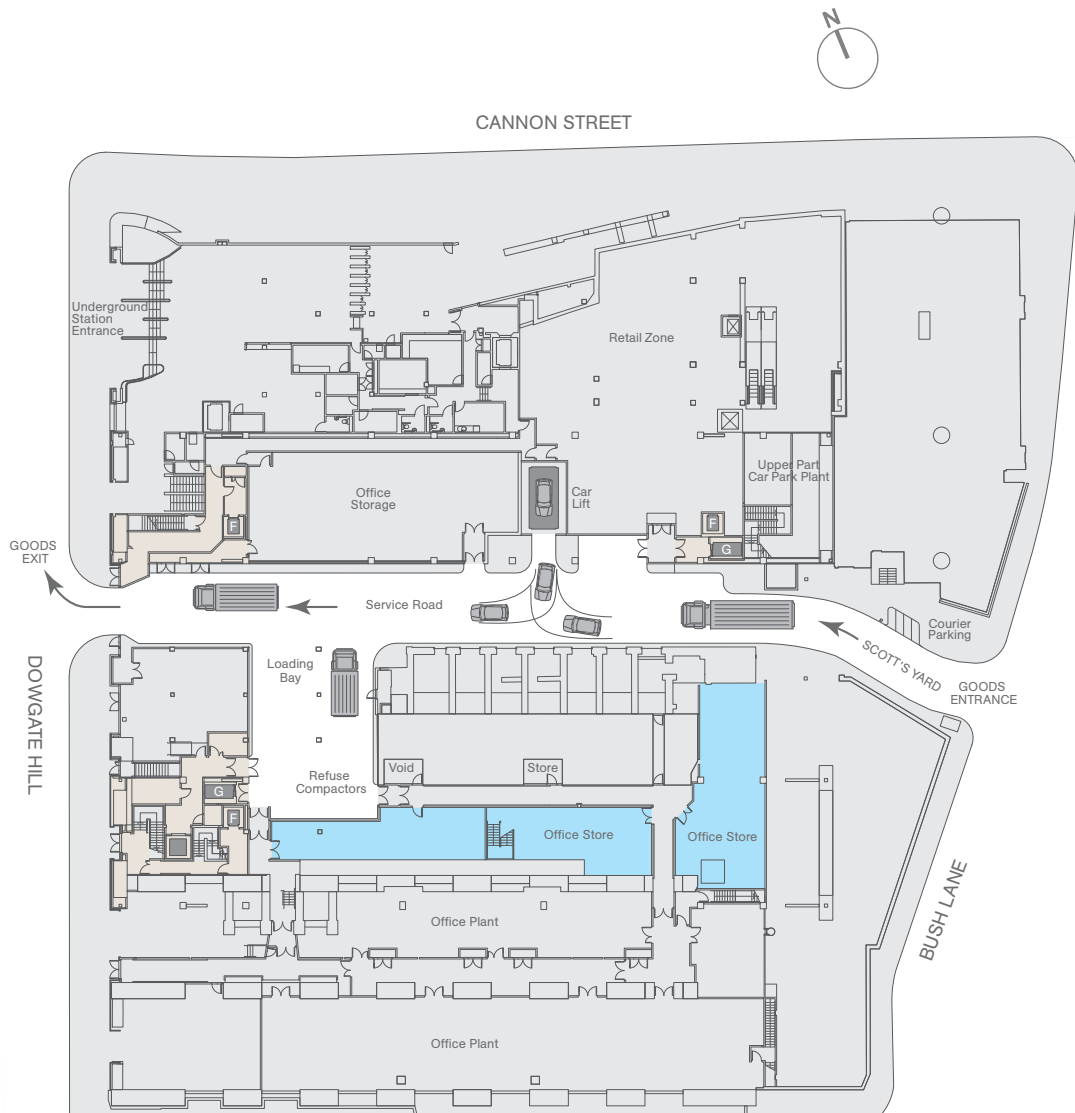 N
CANNON STREET
Underground
Station
Entrance
Retail Zone
Upper Part
Car Park Plant
Office
Storage
Car
Lift
F
F
G
GOODS
EXIT
Service Road
Courier
Parking
SCOTT'S YARD
GOODS
ENTRANCE
Loading
Bay
DOWGATE HILL
Refuse
Compactors
Void
Store
G
F
Office Store
Office Store
BUSH LANE
Office Plant
Office Plant